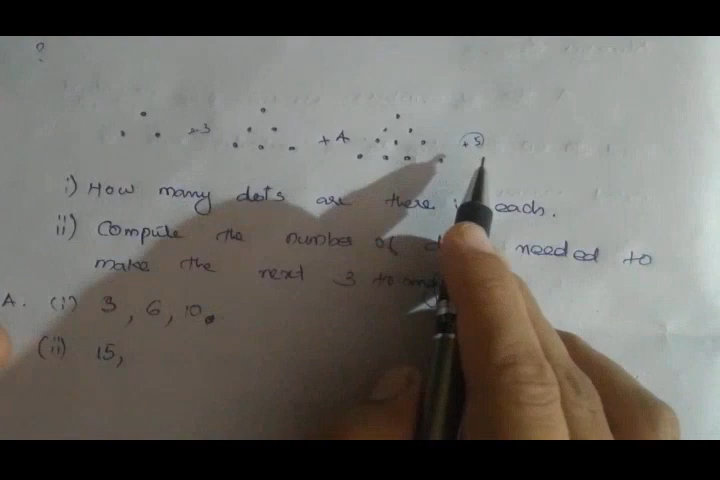 ?
+3 +4 +5
i) How many dots are there in each.
ii) Compute the number of needed to
make the next 3
A. (i) 3, 6, 10.
(ii) 15,